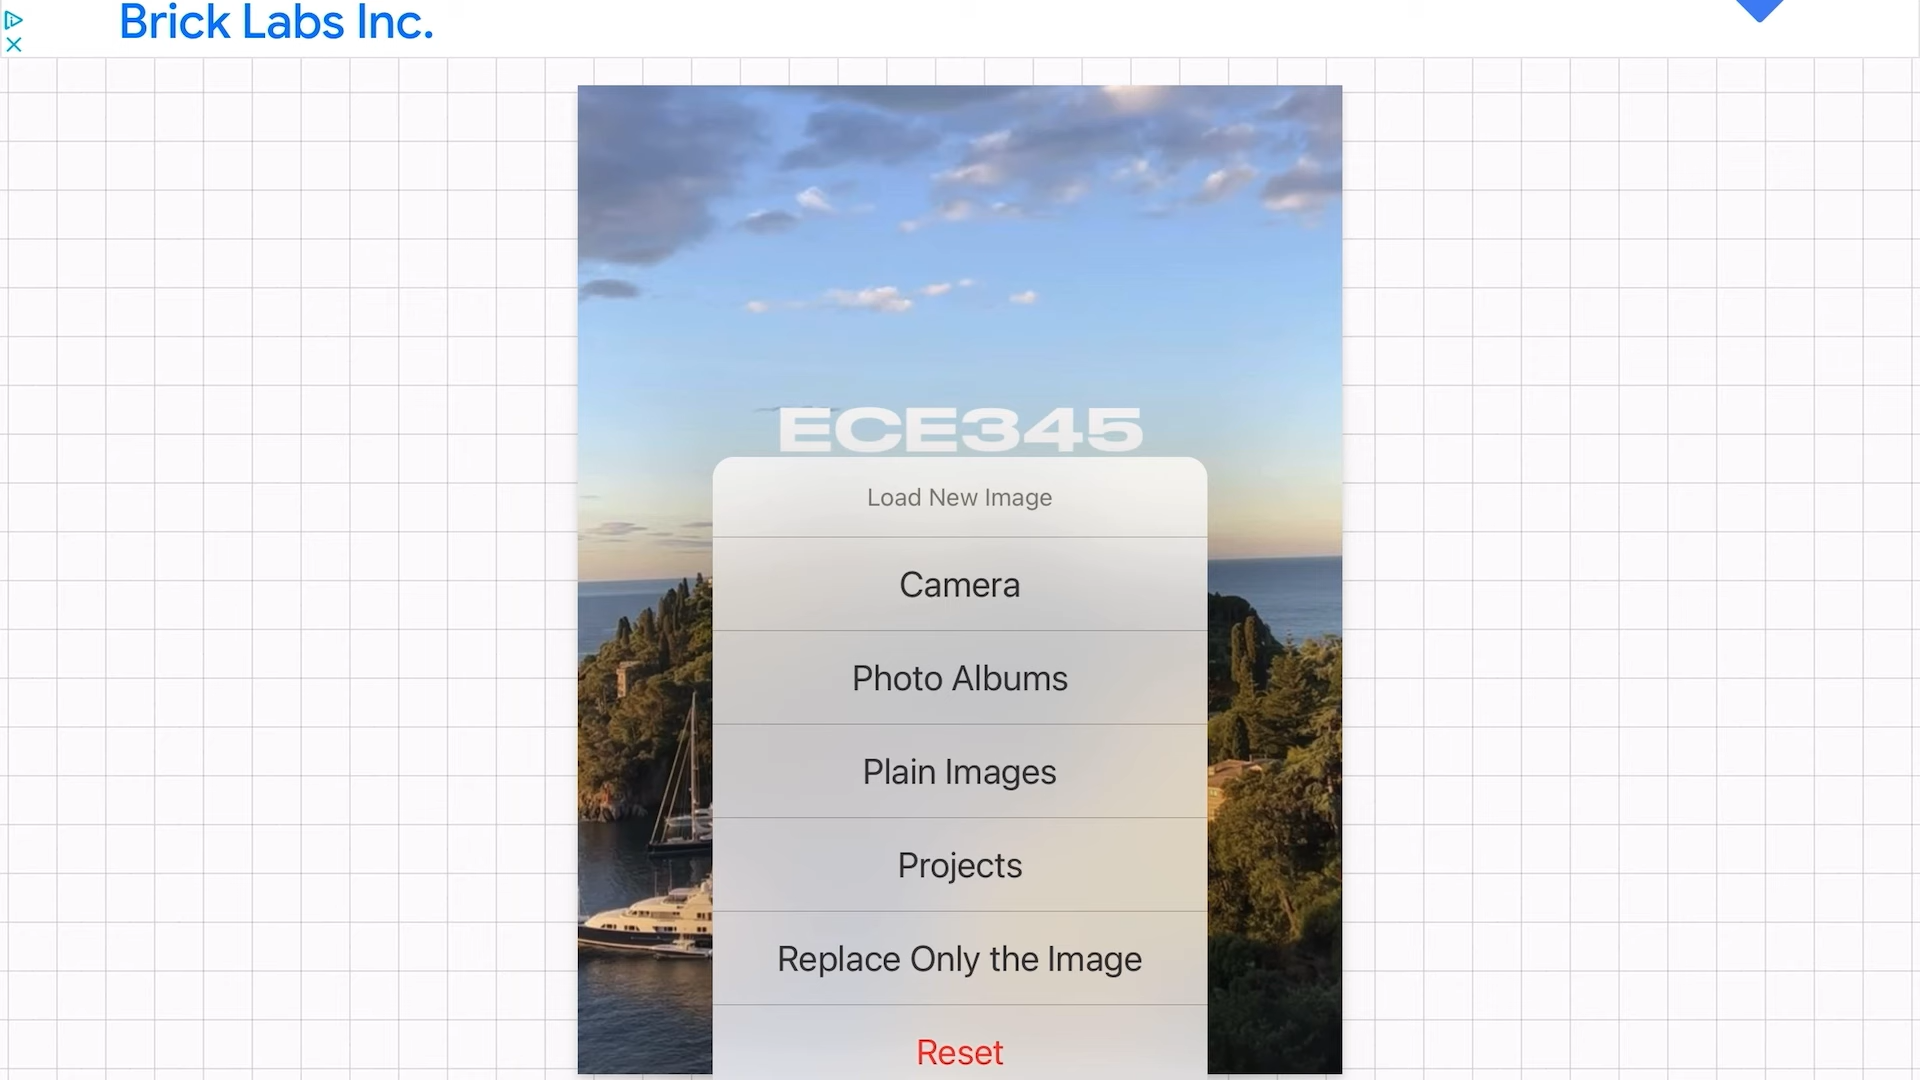 Brick Labs Inc.
ECE345
Load New Image
Camera
Photo Albums
Plain Images
Projects
Replace Only the Image
Reset